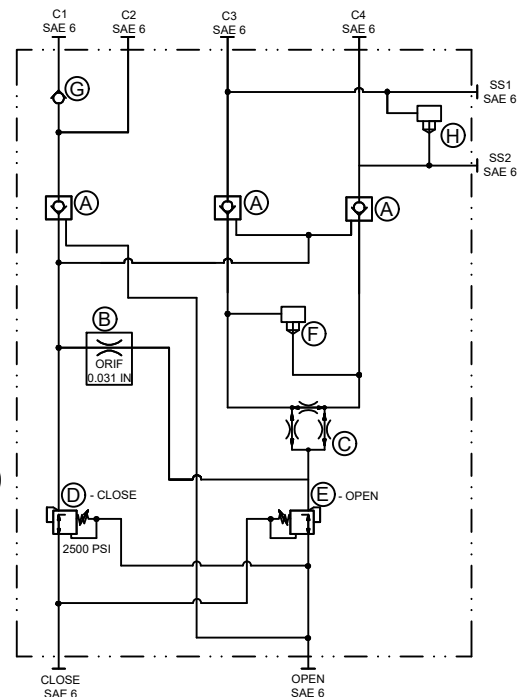 C1
SAE 6
C2
SAE 6
C3
SAE 6
C4
SAE 6
G
SS1
SAE 6
H
SS2
SAE 6
A
A
A
B
ORIF
0.031 IN
F
C
D - CLOSE
2500 PSI
E - OPEN
CLOSE
SAE 6
OPEN
SAE 6